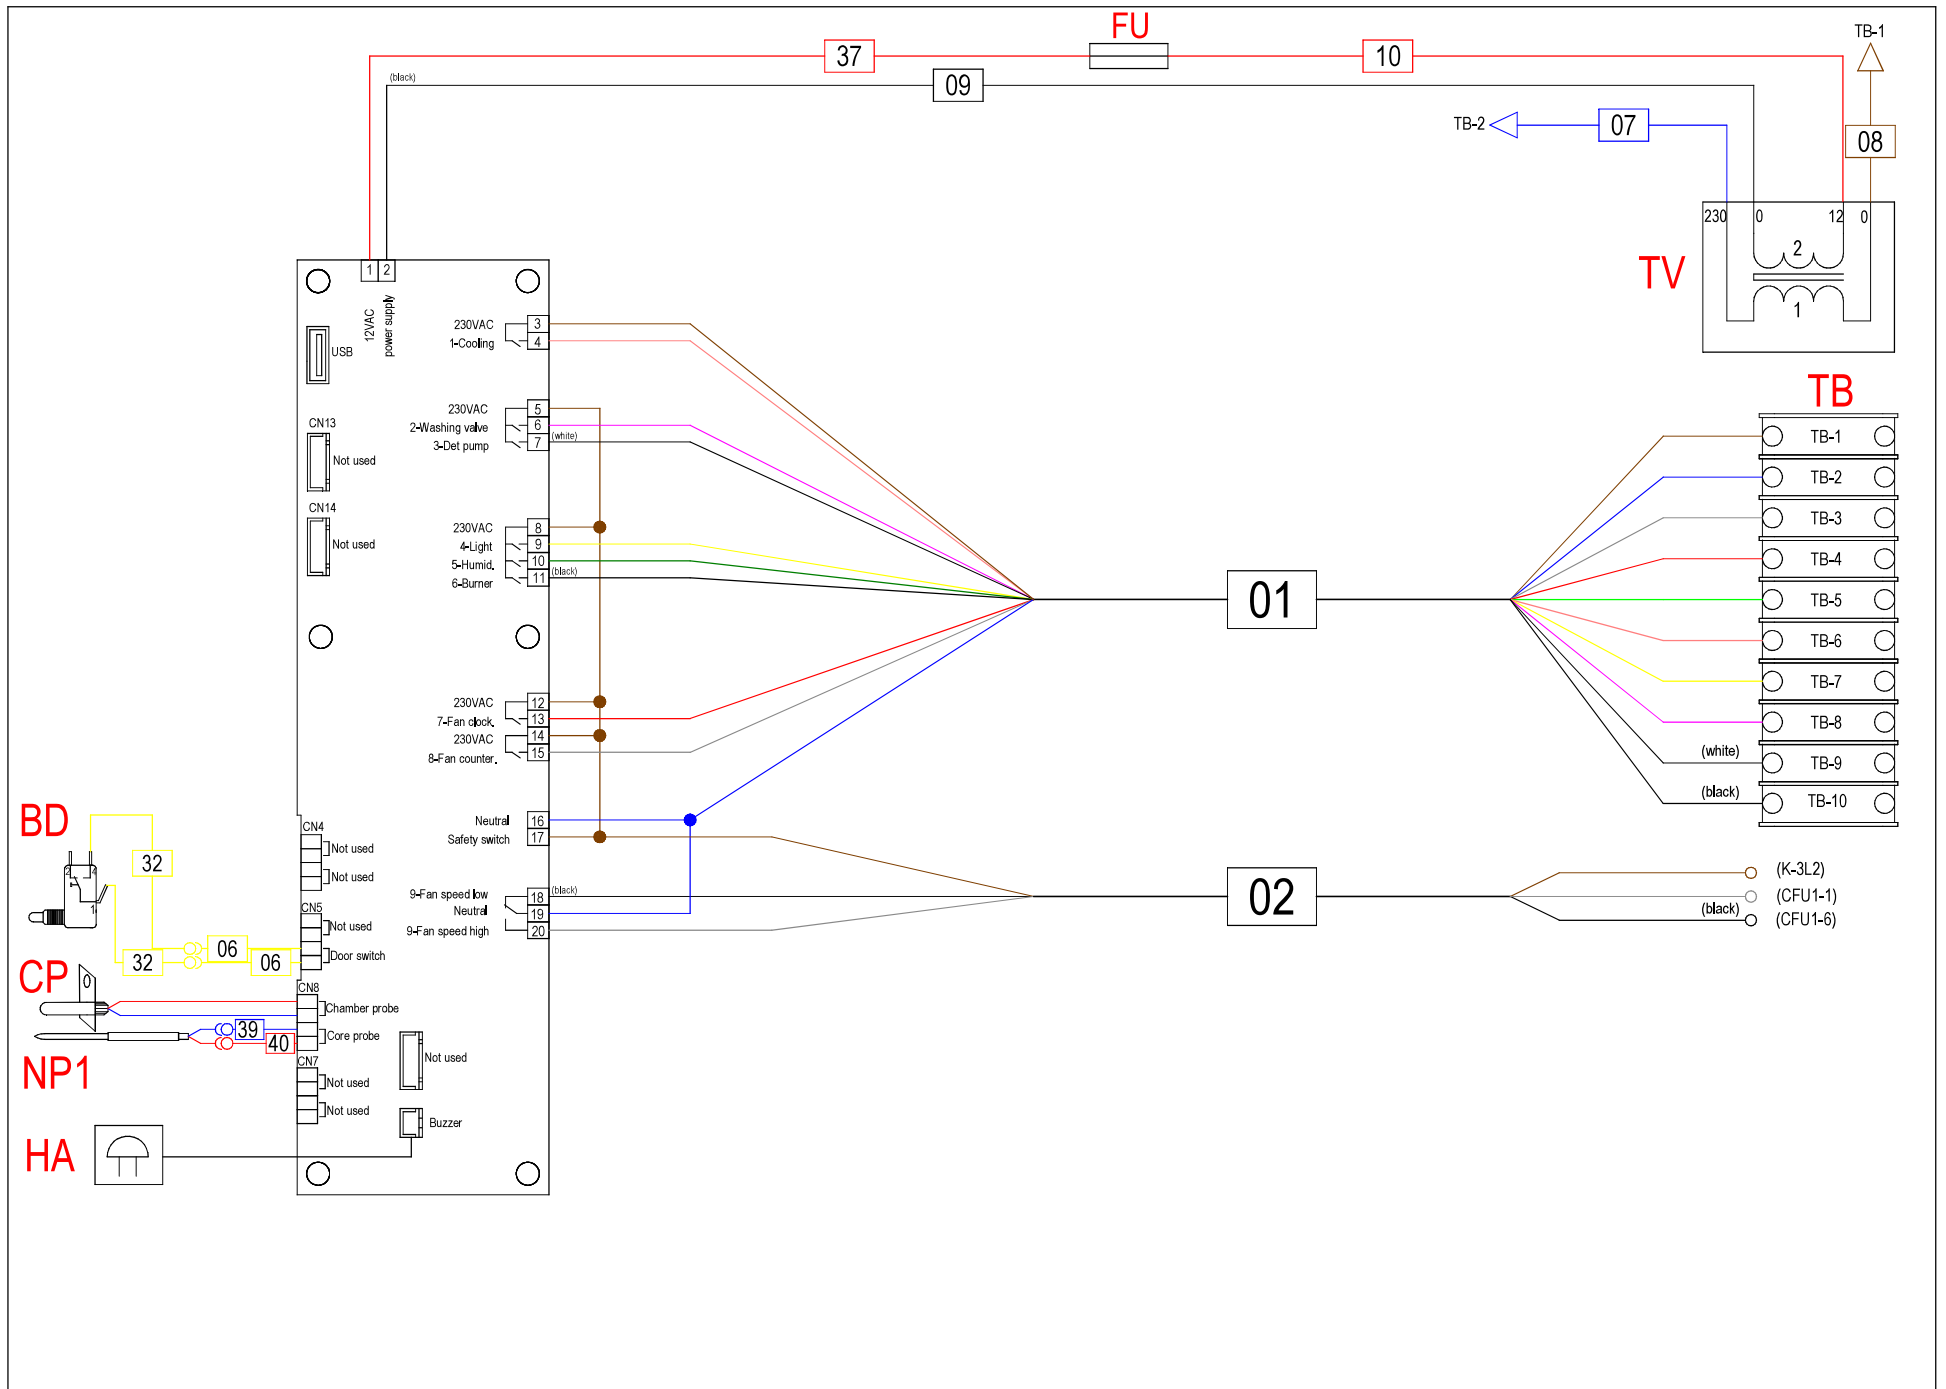 FU
TB-1
37
10
(black)
09
TB-2
07
08
230
0
12
0
2
1
TV
1
2
12VAC
power supply
USB
230VAC
3
1-Cooling
4
230VAC
5
2-Washing valve
6
3-Det pump
7
(white)
CN13
Not used
CN14
Not used
230VAC
8
4-Light
9
5-Humid.
10
6-Burner
11
(black)
01
TB
TB-1
TB-2
TB-3
TB-4
TB-5
TB-6
TB-7
TB-8
(white)
TB-9
(black)
TB-10
230VAC
12
7-Fan clock.
13
230VAC
14
8-Fan counter.
15
Neutral
16
Safety switch
17
9-Fan speed low
18
(black)
Neutral
19
9-Fan speed high
20
02
(K-3L2)
(CFU1-1)
(black)
(CFU1-6)
BD
2
4
1
32
32
06
06
CN4
Not used
Not used
CN5
Not used
Door switch
CP
CN8
Chamber probe
Core probe
39
40
NP1
CN7
Not used
Not used
Not used
Buzzer
HA